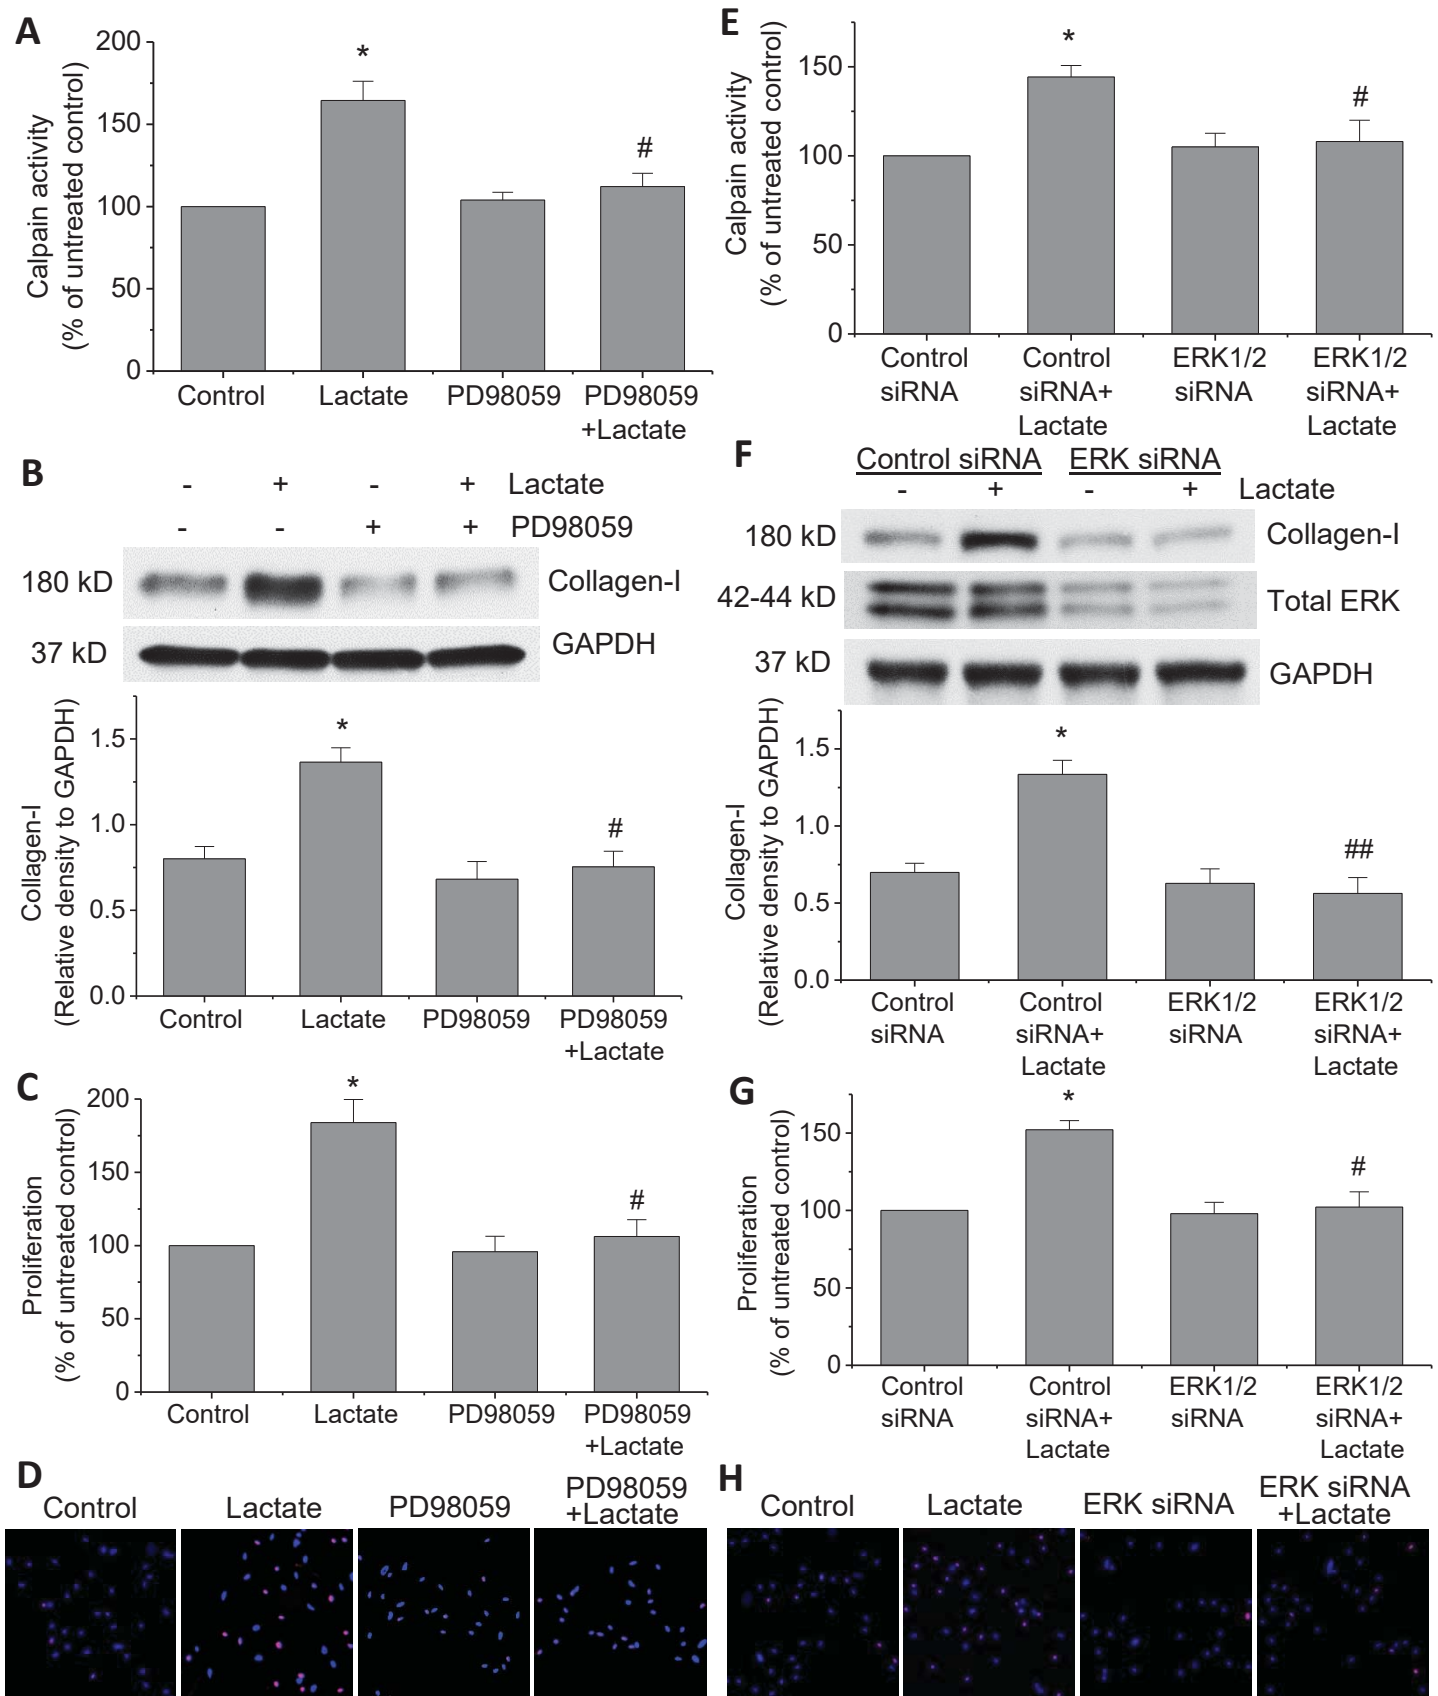 A
Calpain activity
(% of untreated control)
200
150
100
50
0
*
#
Control
Lactate
PD98059
PD98059
+Lactate
B
- + - + Lactate
- - + + PD98059
180 kD
Collagen-I
37 kD
GAPDH
Collagen-I
(Relative density to GAPDH)
1.5
1.0
0.5
0.0
*
#
Control
Lactate
PD98059
PD98059
+Lactate
C
Proliferation
(% of untreated control)
200
150
100
50
0
*
#
Control
Lactate
PD98059
PD98059
+Lactate
D
Control
Lactate
PD98059
PD98059
+Lactate
E
Calpain activity
(% of untreated control)
150
100
50
0
*
#
Control
siRNA
Control
siRNA+
Lactate
ERK1/2
siRNA
ERK1/2
siRNA+
Lactate
F
Control siRNA ERK siRNA
- + - + Lactate
180 kD
Collagen-I
42-44 kD
Total ERK
37 kD
GAPDH
Collagen-I
(Relative density to GAPDH)
1.5
1.0
0.5
0.0
*
##
Control
siRNA
Control
siRNA+
Lactate
ERK1/2
siRNA
ERK1/2
siRNA+
Lactate
G
Proliferation
(% of untreated control)
150
100
50
0
*
#
Control
siRNA
Control
siRNA+
Lactate
ERK1/2
siRNA
ERK1/2
siRNA+
Lactate
H
Control
Lactate
ERK siRNA
ERK siRNA
+Lactate